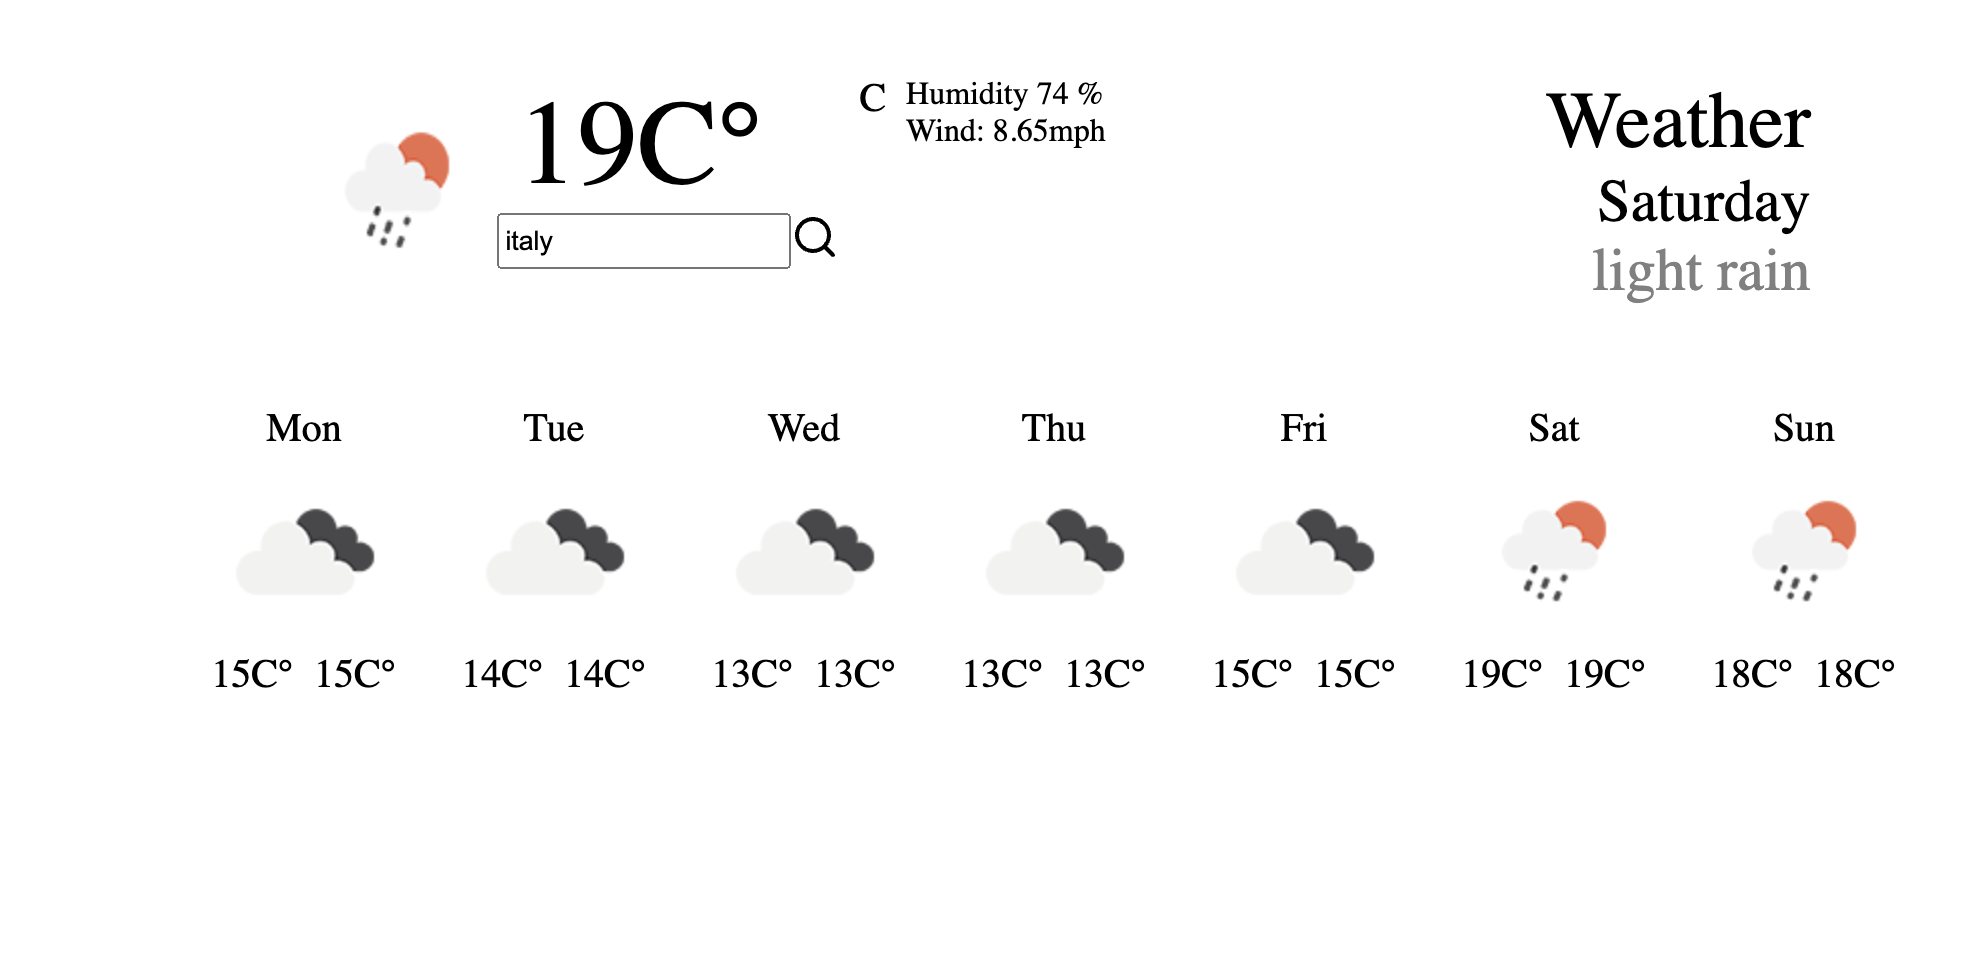 19C°
italy
C
Humidity 74 %
Wind: 8.65mph
Weather
Saturday
light rain
Mon Tue Wed Thu Fri Sat Sun
15C° 15C° 14C° 14C° 13C° 13C° 13C° 13C° 15C° 15C° 19C° 19C° 18C° 18C°